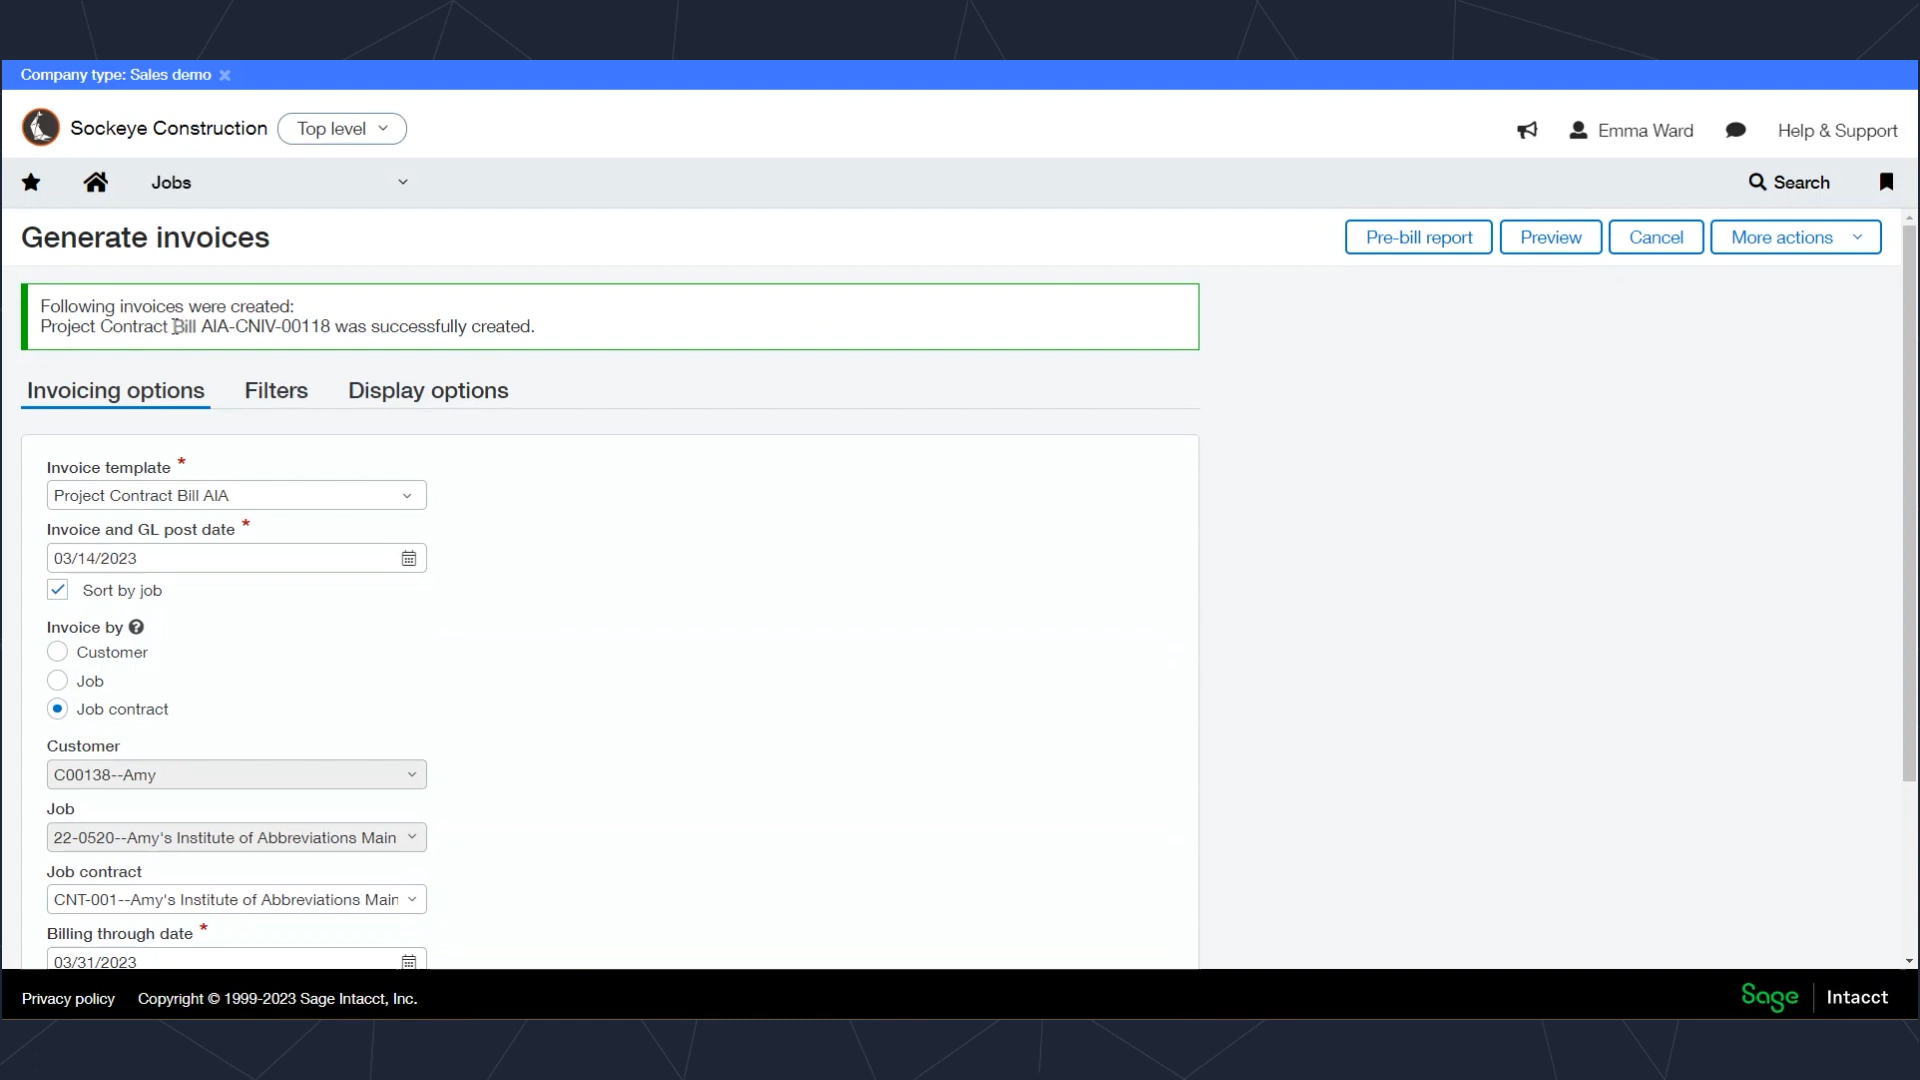 Company type: Sales demo
Sockeye Construction
Top level
Emma Ward
Help & Support
Jobs
Search
Generate invoices
Pre-bill report
Preview
Cancel
More actions
Following invoices were created:
Project Contract Bill AIA-CNIV-00118 was successfully created.
Invoicing options
Filters
Display options
Invoice template *
Project Contract Bill AIA
Invoice and GL post date *
03/14/2023
Sort by job
Invoice by
Customer
Job
Job contract
Customer
C00138--Amy
Job
22-0520--Amy's Institute of Abbreviations Main
Job contract
CNT-001--Amy's Institute of Abbreviations Main
Billing through date *
03/31/2023
Privacy policy
Copyright © 1999-2023 Sage Intacct, Inc.
Sage
Intacct